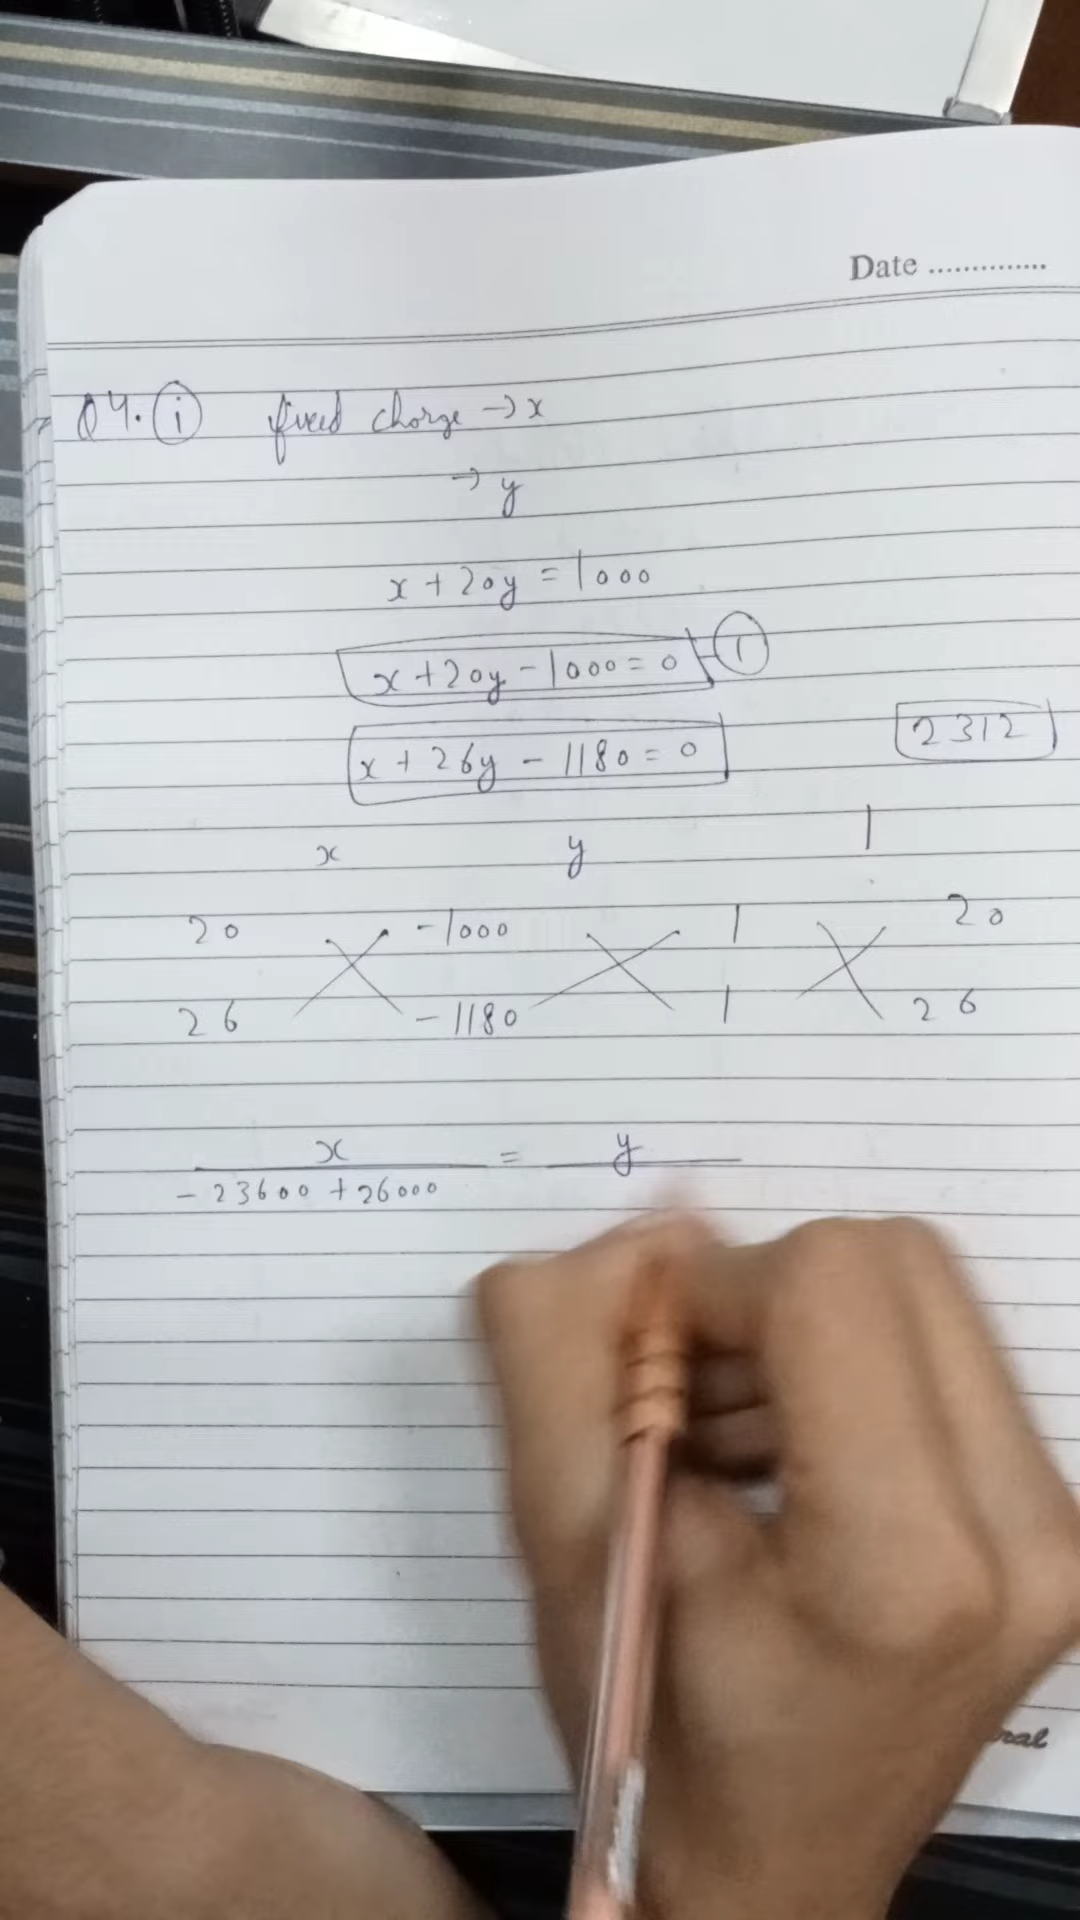 Date ..............
Q4. (i) fixed charge → x
→ y
x + 20y = 1000
x + 20y - 1000 = 0 - (1)
x + 26y - 1180 = 0
2312
x y 1
20 -1000 1 20
26 -1180 1 26
x = y
-23600 + 26000